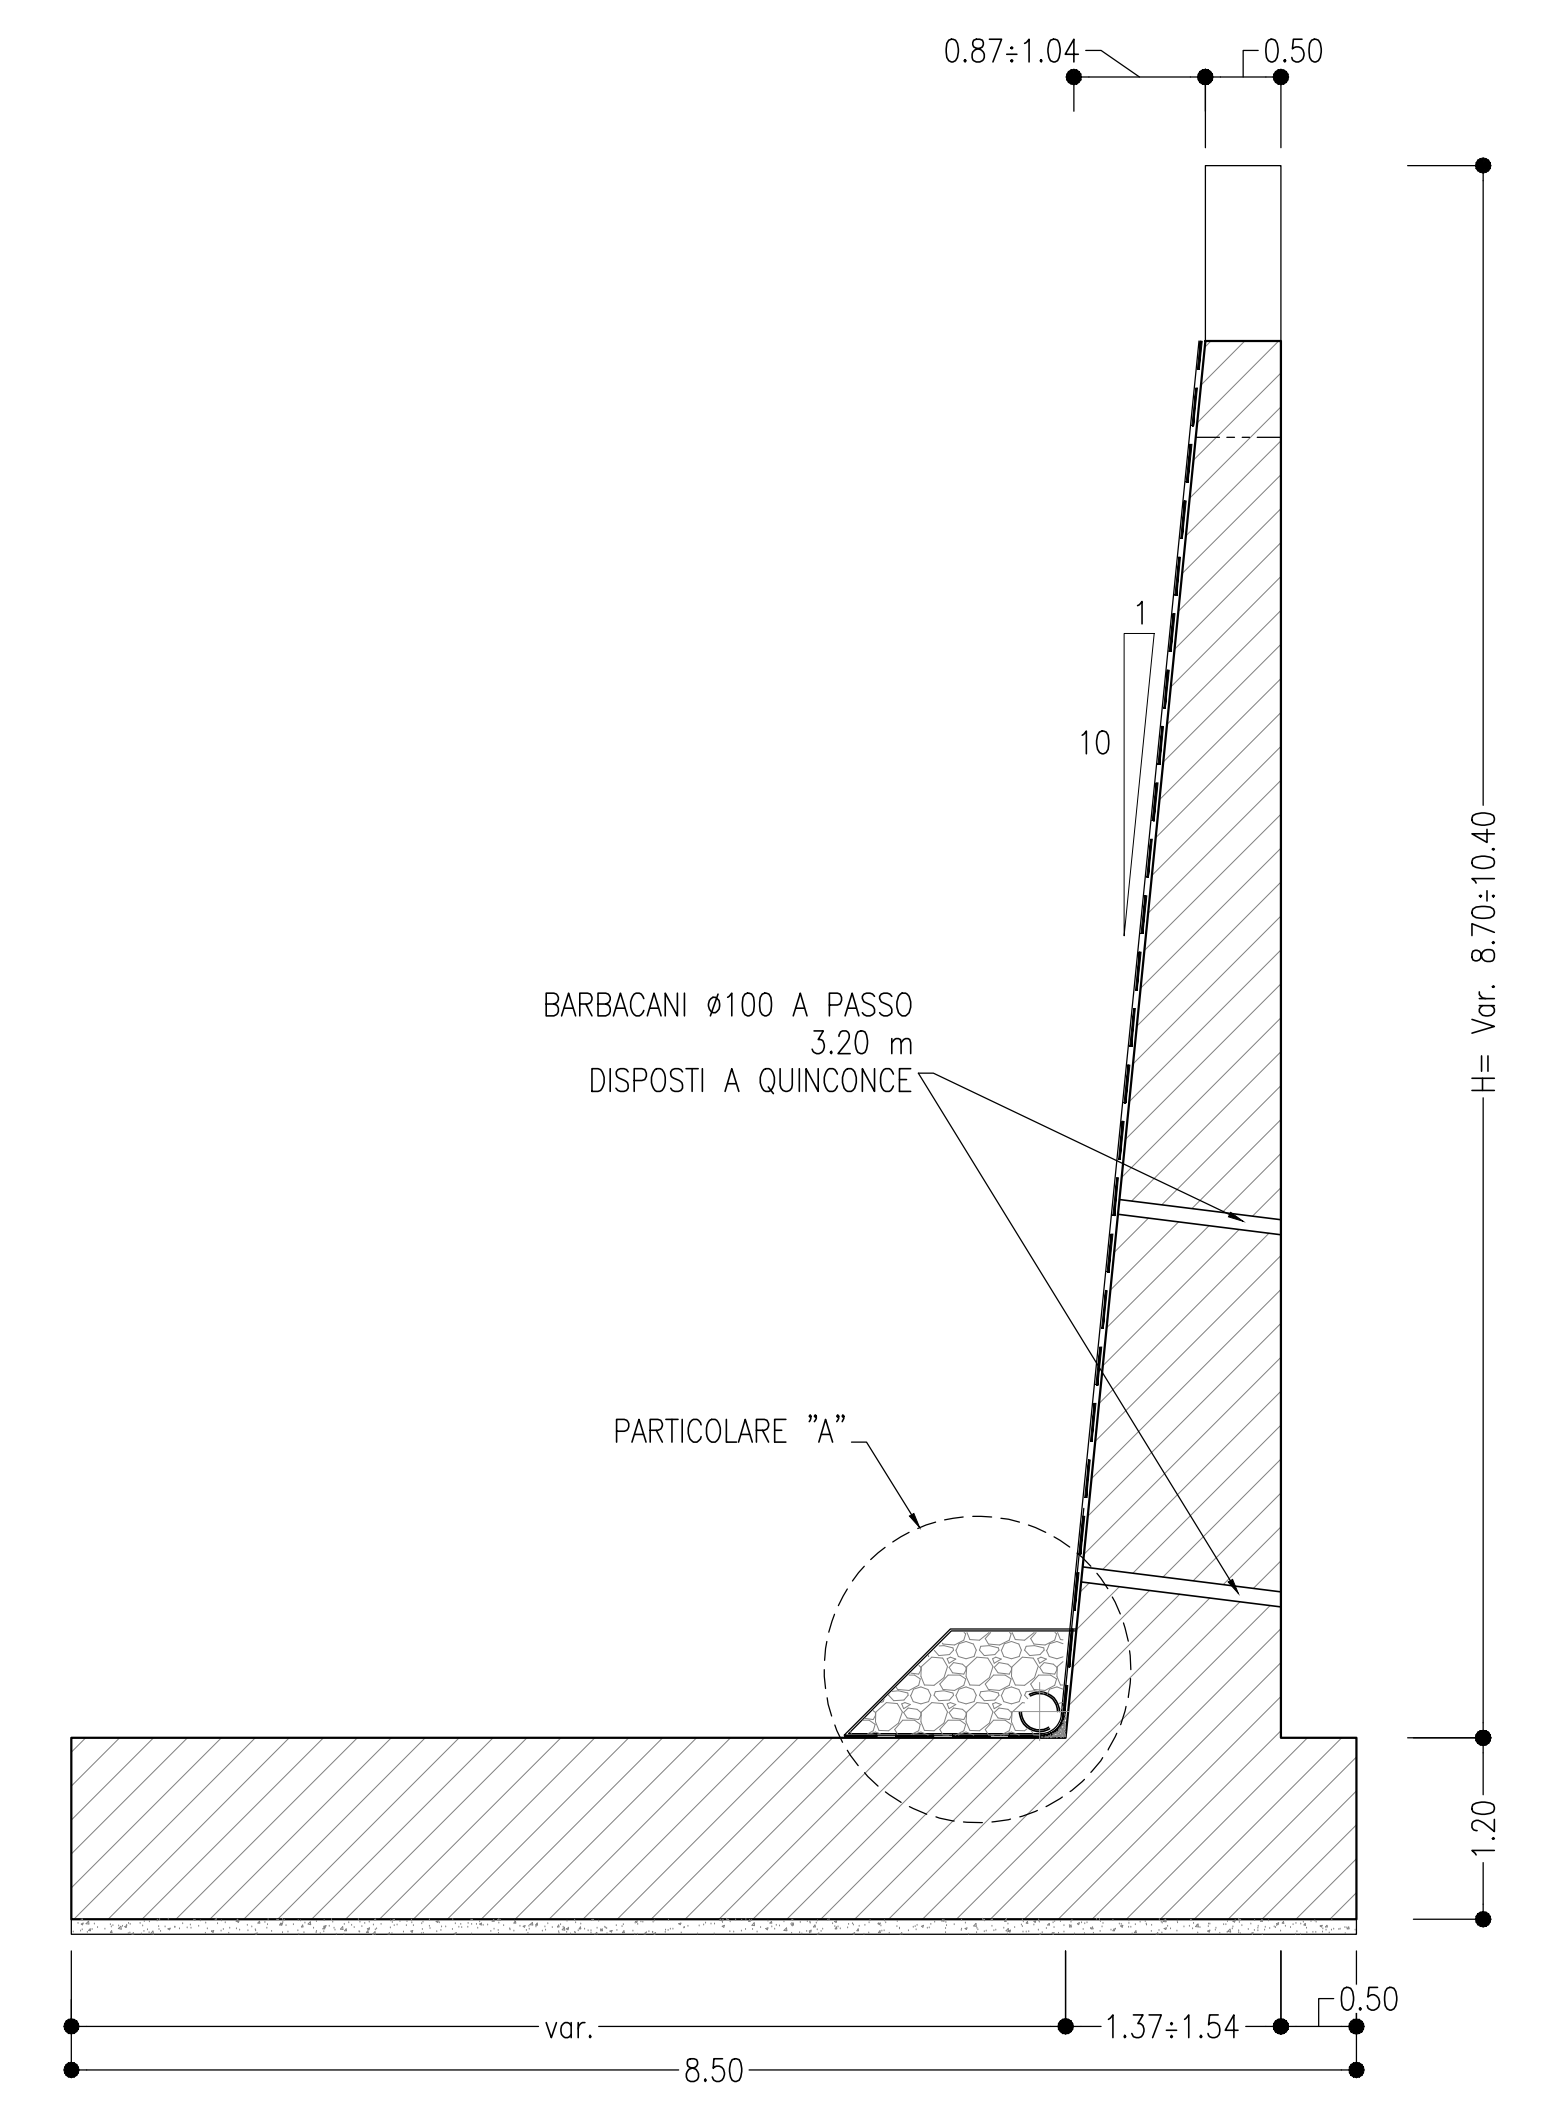 0.87÷1.04
0.50
1
10
H= Var. 8.70÷10.40
BARBACANI ø100 A PASSO
3.20 m
DISPOSTI A QUINCONCE
PARTICOLARE "A"
1.20
0.50
var.
1.37÷1.54
8.50